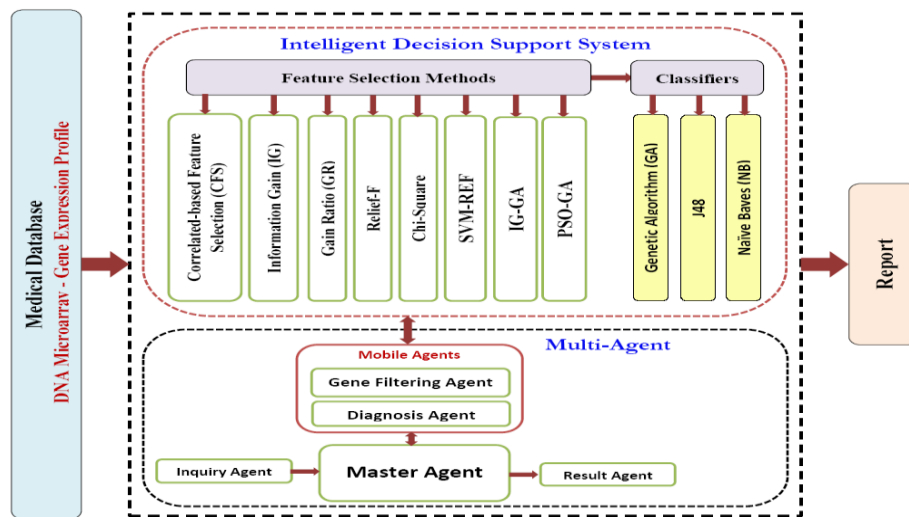 Medical Database
DNA Microarray - Gene Expression Profile
Intelligent Decision Support System
Feature Selection Methods
Classifiers
Correlated-based Feature
Selection (CFS)
Information Gain (IG)
Gain Ratio (GR)
Relief-F
Chi-Square
SVM-REF
IG-GA
PSO-GA
Genetic Algorithm (GA)
J48
Naïve Baves (NB)
Report
Multi-Agent
Mobile Agents
Gene Filtering Agent
Diagnosis Agent
Inquiry Agent
Master Agent
Result Agent